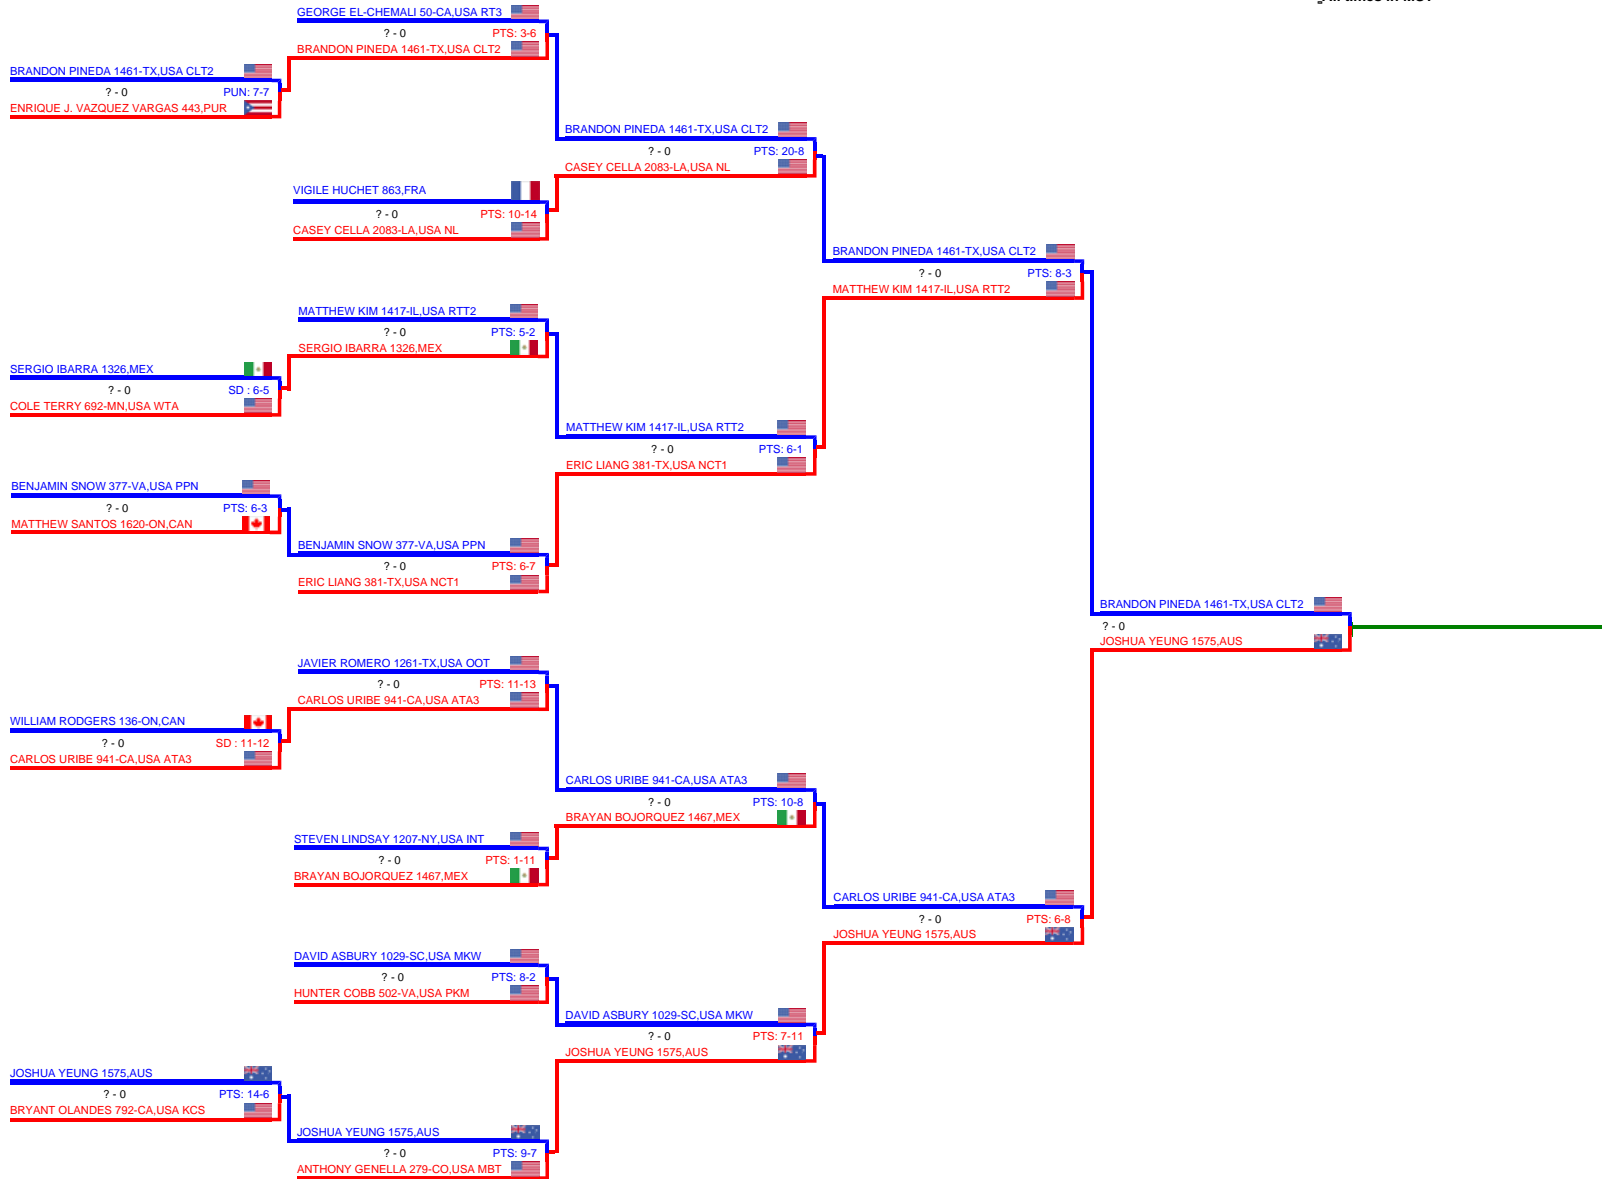 GEORGE EL-CHEMALI 50-CA,USA RT3
? - 0 PTS: 3-6
BRANDON PINEDA 1461-TX,USA CLT2
BRANDON PINEDA 1461-TX,USA CLT2
? - 0 PUN: 7-7
ENRIQUE J. VAZQUEZ VARGAS 443,PUR
BRANDON PINEDA 1461-TX,USA CLT2
? - 0 PTS: 20-8
CASEY CELLA 2083-LA,USA NL
VIGILE HUCHET 863,FRA
? - 0 PTS: 10-14
CASEY CELLA 2083-LA,USA NL
BRANDON PINEDA 1461-TX,USA CLT2
? - 0 PTS: 8-3
MATTHEW KIM 1417-IL,USA RTT2
MATTHEW KIM 1417-IL,USA RTT2
? - 0 PTS: 5-2
SERGIO IBARRA 1326,MEX
SERGIO IBARRA 1326,MEX
? - 0 SD : 6-5
COLE TERRY 692-MN,USA WTA
MATTHEW KIM 1417-IL,USA RTT2
? - 0 PTS: 6-1
ERIC LIANG 381-TX,USA NCT1
BENJAMIN SNOW 377-VA,USA PPN
? - 0 PTS: 6-3
MATTHEW SANTOS 1620-ON,CAN
BENJAMIN SNOW 377-VA,USA PPN
? - 0 PTS: 6-7
ERIC LIANG 381-TX,USA NCT1
BRANDON PINEDA 1461-TX,USA CLT2
? - 0
JOSHUA YEUNG 1575,AUS
JAVIER ROMERO 1261-TX,USA OOT
? - 0 PTS: 11-13
CARLOS URIBE 941-CA,USA ATA3
WILLIAM RODGERS 136-ON,CAN
? - 0 SD : 11-12
CARLOS URIBE 941-CA,USA ATA3
CARLOS URIBE 941-CA,USA ATA3
? - 0 PTS: 10-8
BRAYAN BOJORQUEZ 1467,MEX
STEVEN LINDSAY 1207-NY,USA INT
? - 0 PTS: 1-11
BRAYAN BOJORQUEZ 1467,MEX
CARLOS URIBE 941-CA,USA ATA3
? - 0 PTS: 6-8
JOSHUA YEUNG 1575,AUS
DAVID ASBURY 1029-SC,USA MKW
? - 0 PTS: 8-2
HUNTER COBB 502-VA,USA PKM
DAVID ASBURY 1029-SC,USA MKW
? - 0 PTS: 7-11
JOSHUA YEUNG 1575,AUS
JOSHUA YEUNG 1575,AUS
? - 0 PTS: 14-6
BRYANT OLANDES 792-CA,USA KCS
JOSHUA YEUNG 1575,AUS
? - 0 PTS: 9-7
ANTHONY GENELLA 279-CO,USA MBT